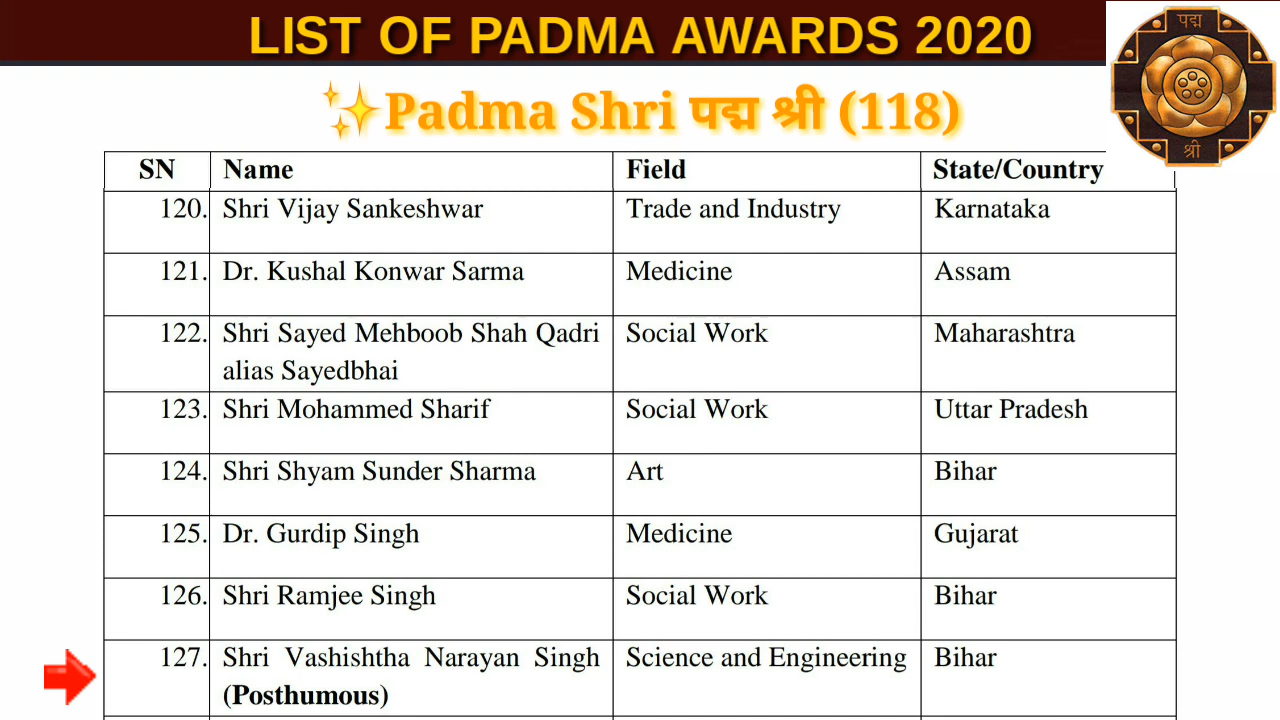 LIST OF PADMA AWARDS 2020
पद्म
श्री
✨Padma Shri पद्म श्री (118)
SN Name Field State/Country
120. Shri Vijay Sankeshwar Trade and Industry Karnataka
121. Dr. Kushal Konwar Sarma Medicine Assam
122. Shri Sayed Mehboob Shah Qadri Social Work Maharashtra
alias Sayedbhai
123. Shri Mohammed Sharif Social Work Uttar Pradesh
124. Shri Shyam Sunder Sharma Art Bihar
125. Dr. Gurdip Singh Medicine Gujarat
126. Shri Ramjee Singh Social Work Bihar
127. Shri Vashishtha Narayan Singh Science and Engineering Bihar
(Posthumous)